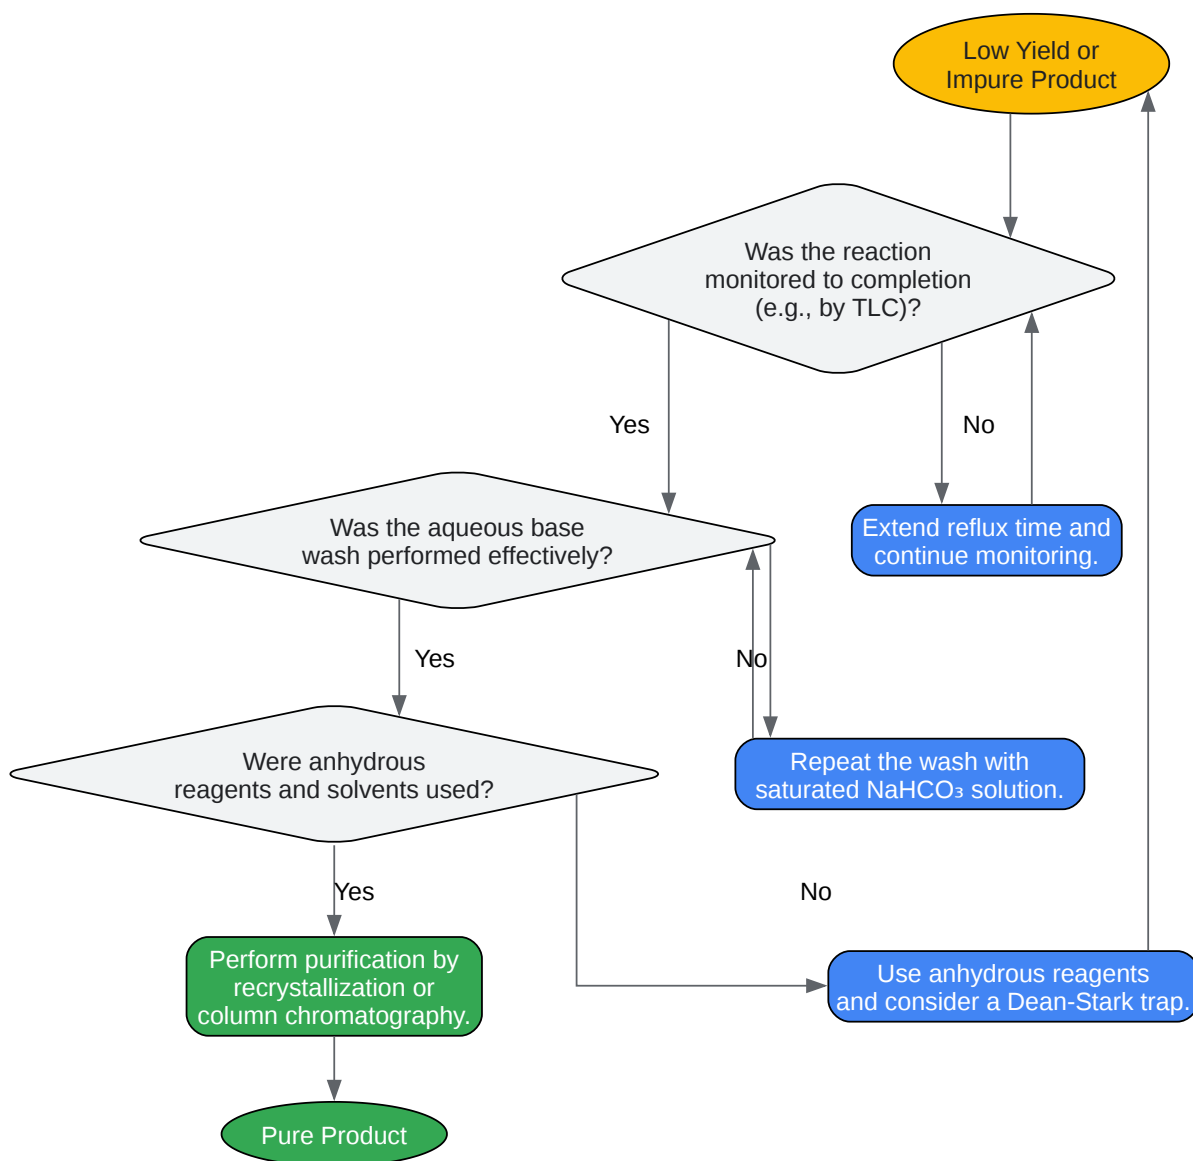 Low Yield or
Impure Product
Was the reaction
monitored to completion
(e.g., by TLC)?
Yes
No
Was the aqueous base
wash performed effectively?
Extend reflux time and
continue monitoring.
Yes
No
Were anhydrous
reagents and solvents used?
Repeat the wash with
saturated NaHCO₃ solution.
Yes
No
Perform purification by
recrystallization or
column chromatography.
Use anhydrous reagents
and consider a Dean-Stark trap.
Pure Product